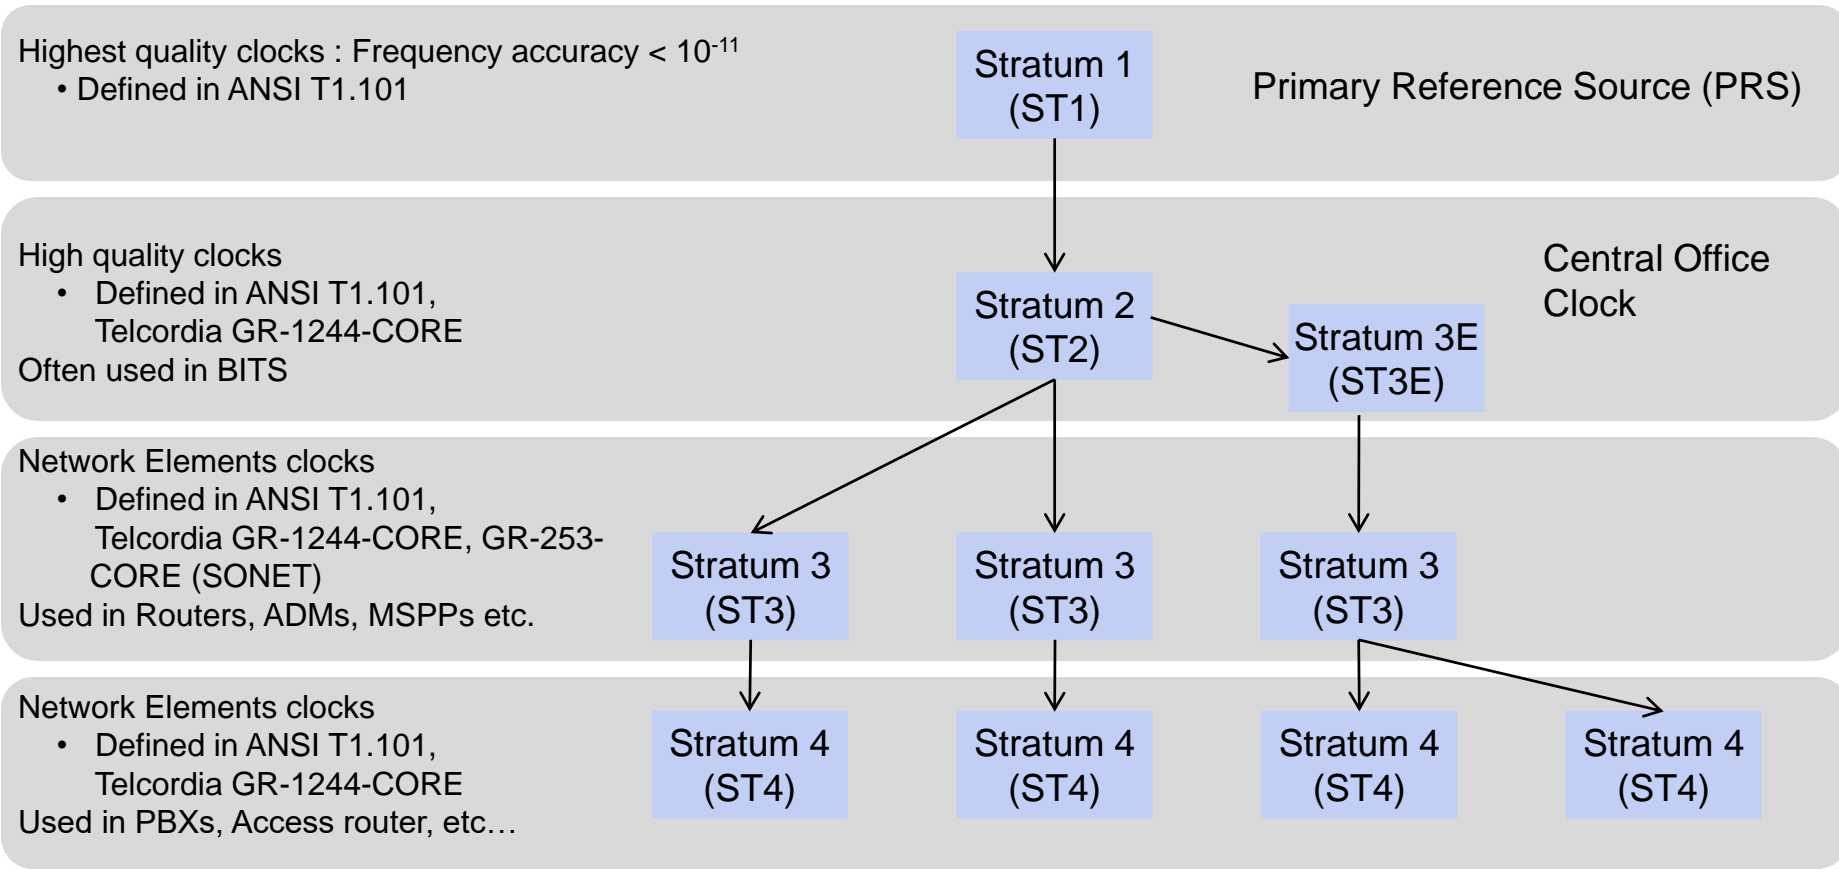 Highest quality clocks : Frequency accuracy < 10⁻¹¹
• Defined in ANSI T1.101
Stratum 1
(ST1)
Primary Reference Source (PRS)
High quality clocks
• Defined in ANSI T1.101,
Telcordia GR-1244-CORE
Often used in BITS
Stratum 2
(ST2)
Stratum 3E
(ST3E)
Central Office
Clock
Network Elements clocks
• Defined in ANSI T1.101,
Telcordia GR-1244-CORE, GR-253-
CORE (SONET)
Used in Routers, ADMs, MSPPs etc.
Stratum 3
(ST3)
Stratum 3
(ST3)
Stratum 3
(ST3)
Network Elements clocks
• Defined in ANSI T1.101,
Telcordia GR-1244-CORE
Used in PBXs, Access router, etc…
Stratum 4
(ST4)
Stratum 4
(ST4)
Stratum 4
(ST4)
Stratum 4
(ST4)